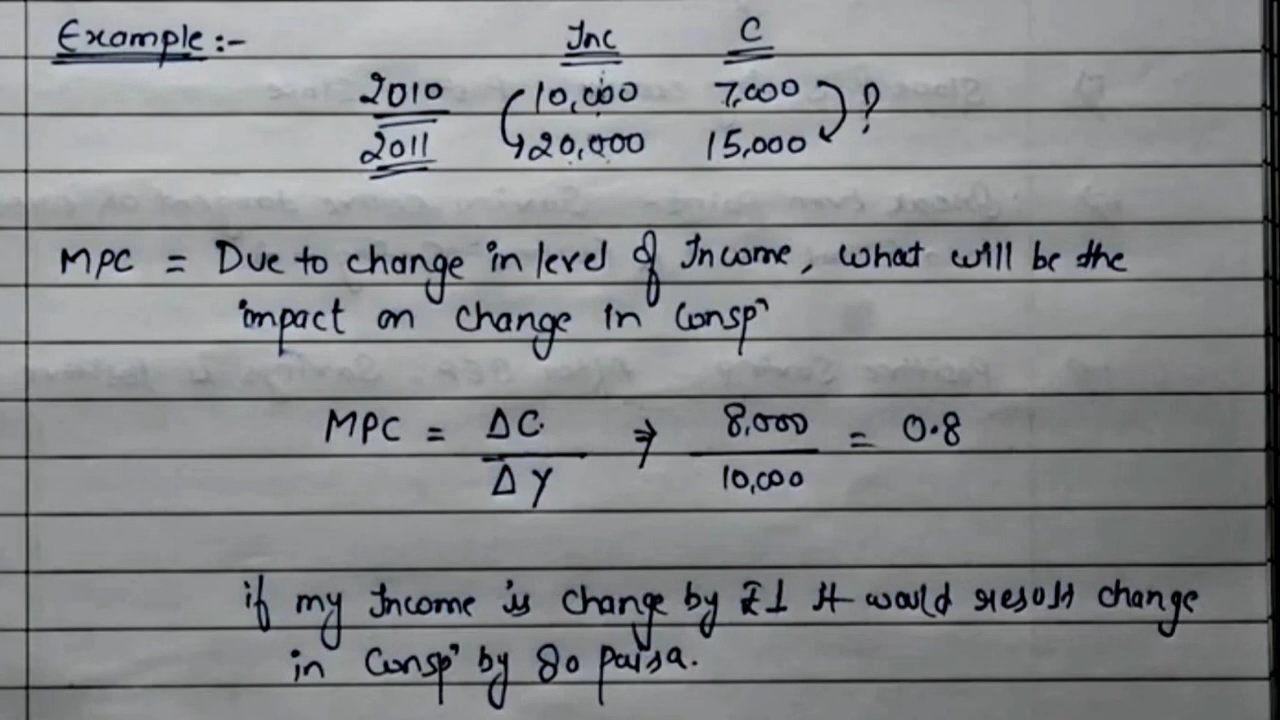 Example :- Inc C
2010 10,000 7,000 ?
2011 20,000 15,000
MPC = Due to change in level of Income, what will be the
impact on change in Conspⁿ
MPC = ΔC ⇒ 8,000 = 0.8
ΔY 10,000
if my Income is change by ₹1 It would result change
in Conspⁿ by 80 paisa.